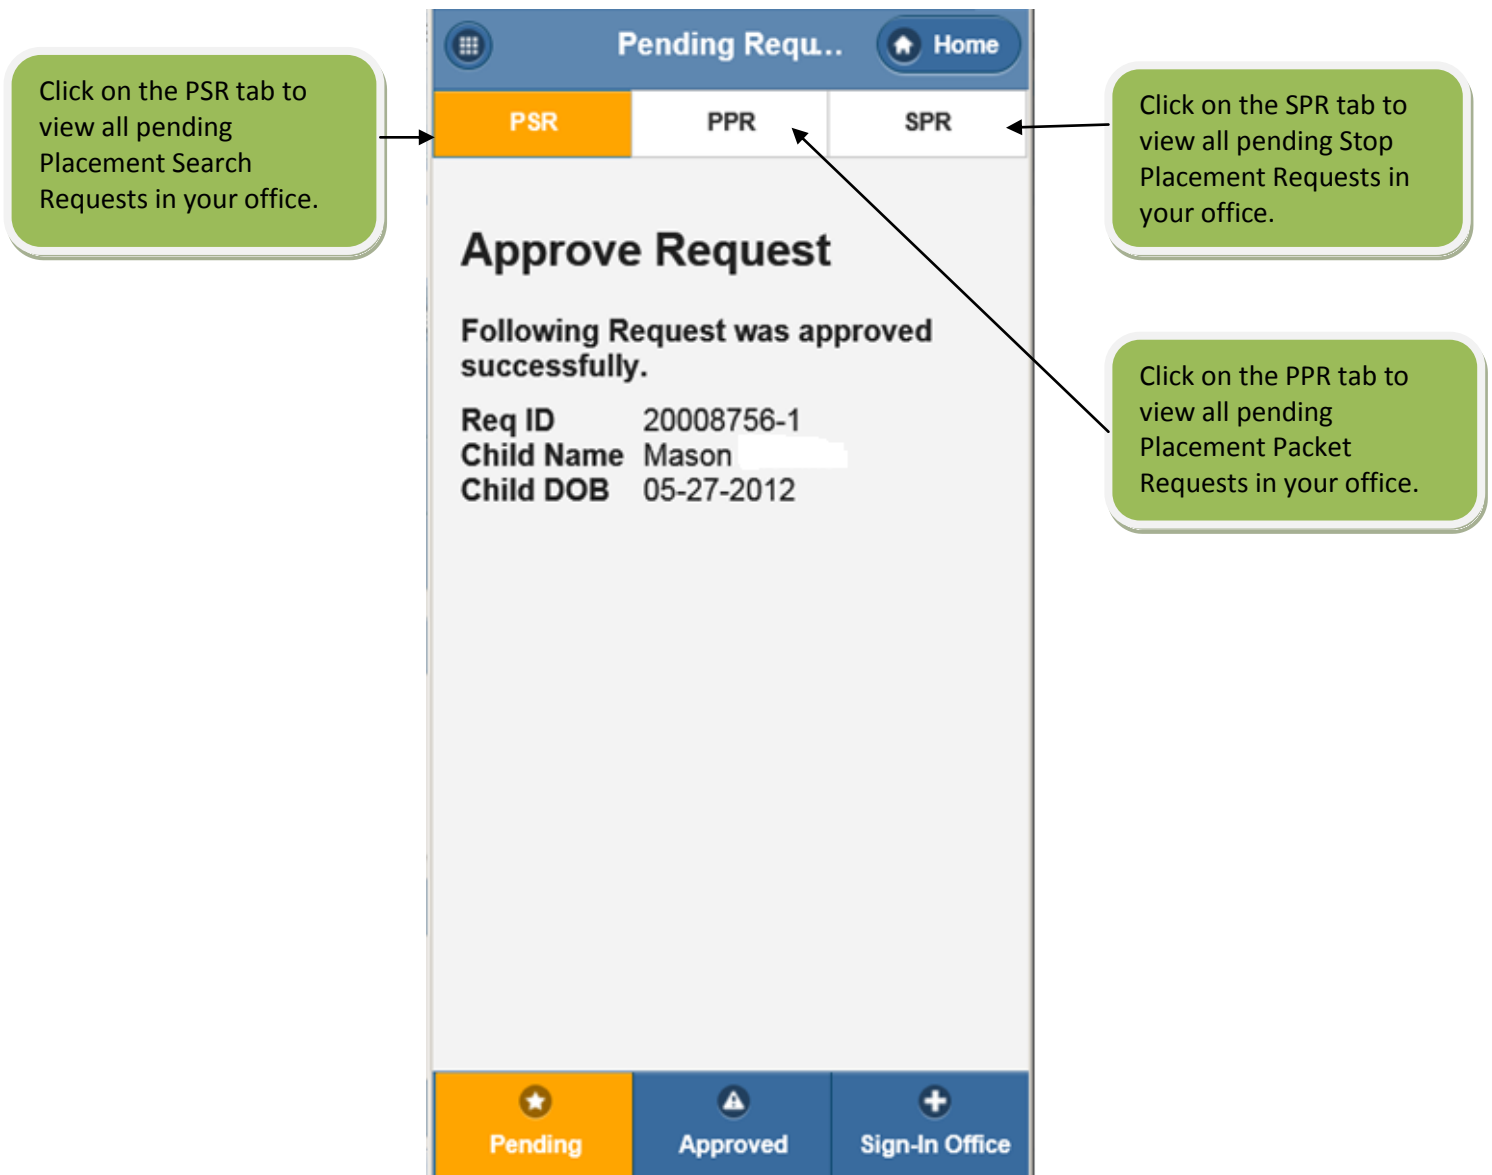 Pending Requ...
Home
Click on the PSR tab to
view all pending
Placement Search
Requests in your office.
PSR
PPR
SPR
Click on the SPR tab to
view all pending Stop
Placement Requests in
your office.
Approve Request
Following Request was approved
successfully.
Req ID 20008756-1
Child Name Mason
Child DOB 05-27-2012
Click on the PPR tab to
view all pending
Placement Packet
Requests in your office.
Pending
Approved
Sign-In Office